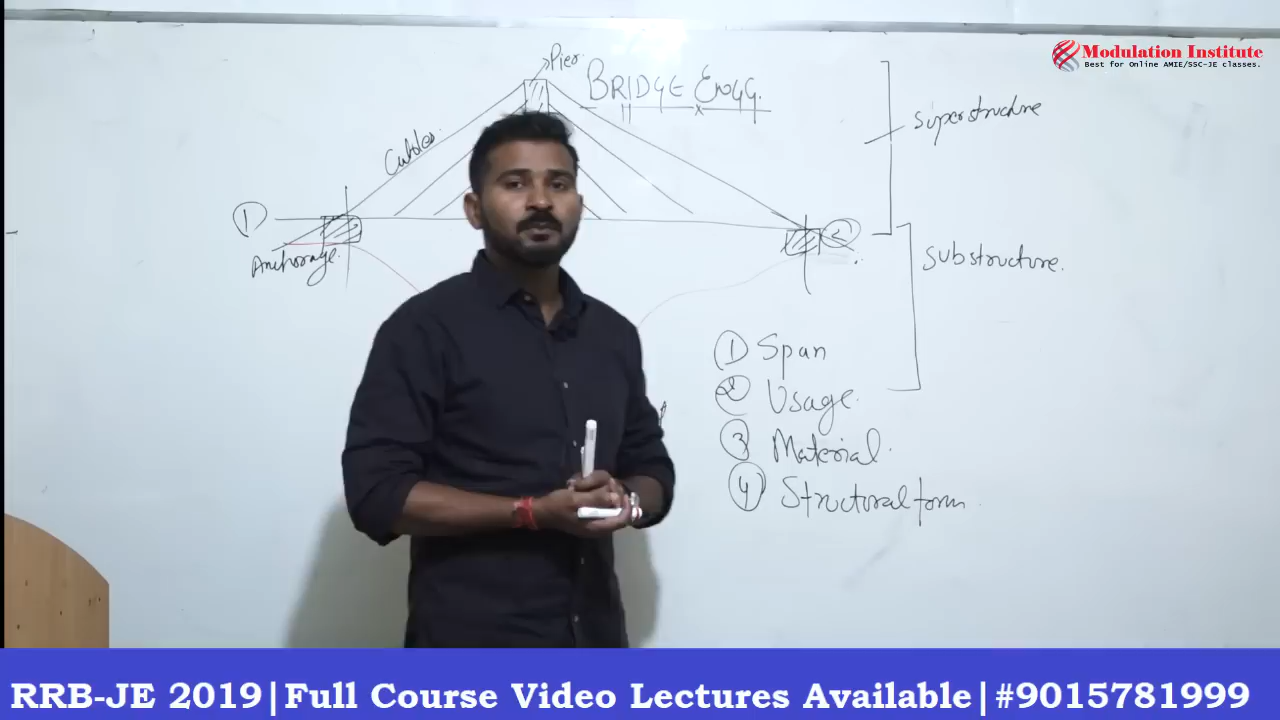 Modulation Institute
Best for Online AMIE/SSC-JE classes.
Pier
BRIDGE Engg.
Superstructure
Cables
①
②
Anchorage
Substructure.
① Span
② Usage.
③ Material.
④ Structural form
RRB-JE 2019|Full Course Video Lectures Available|#9015781999